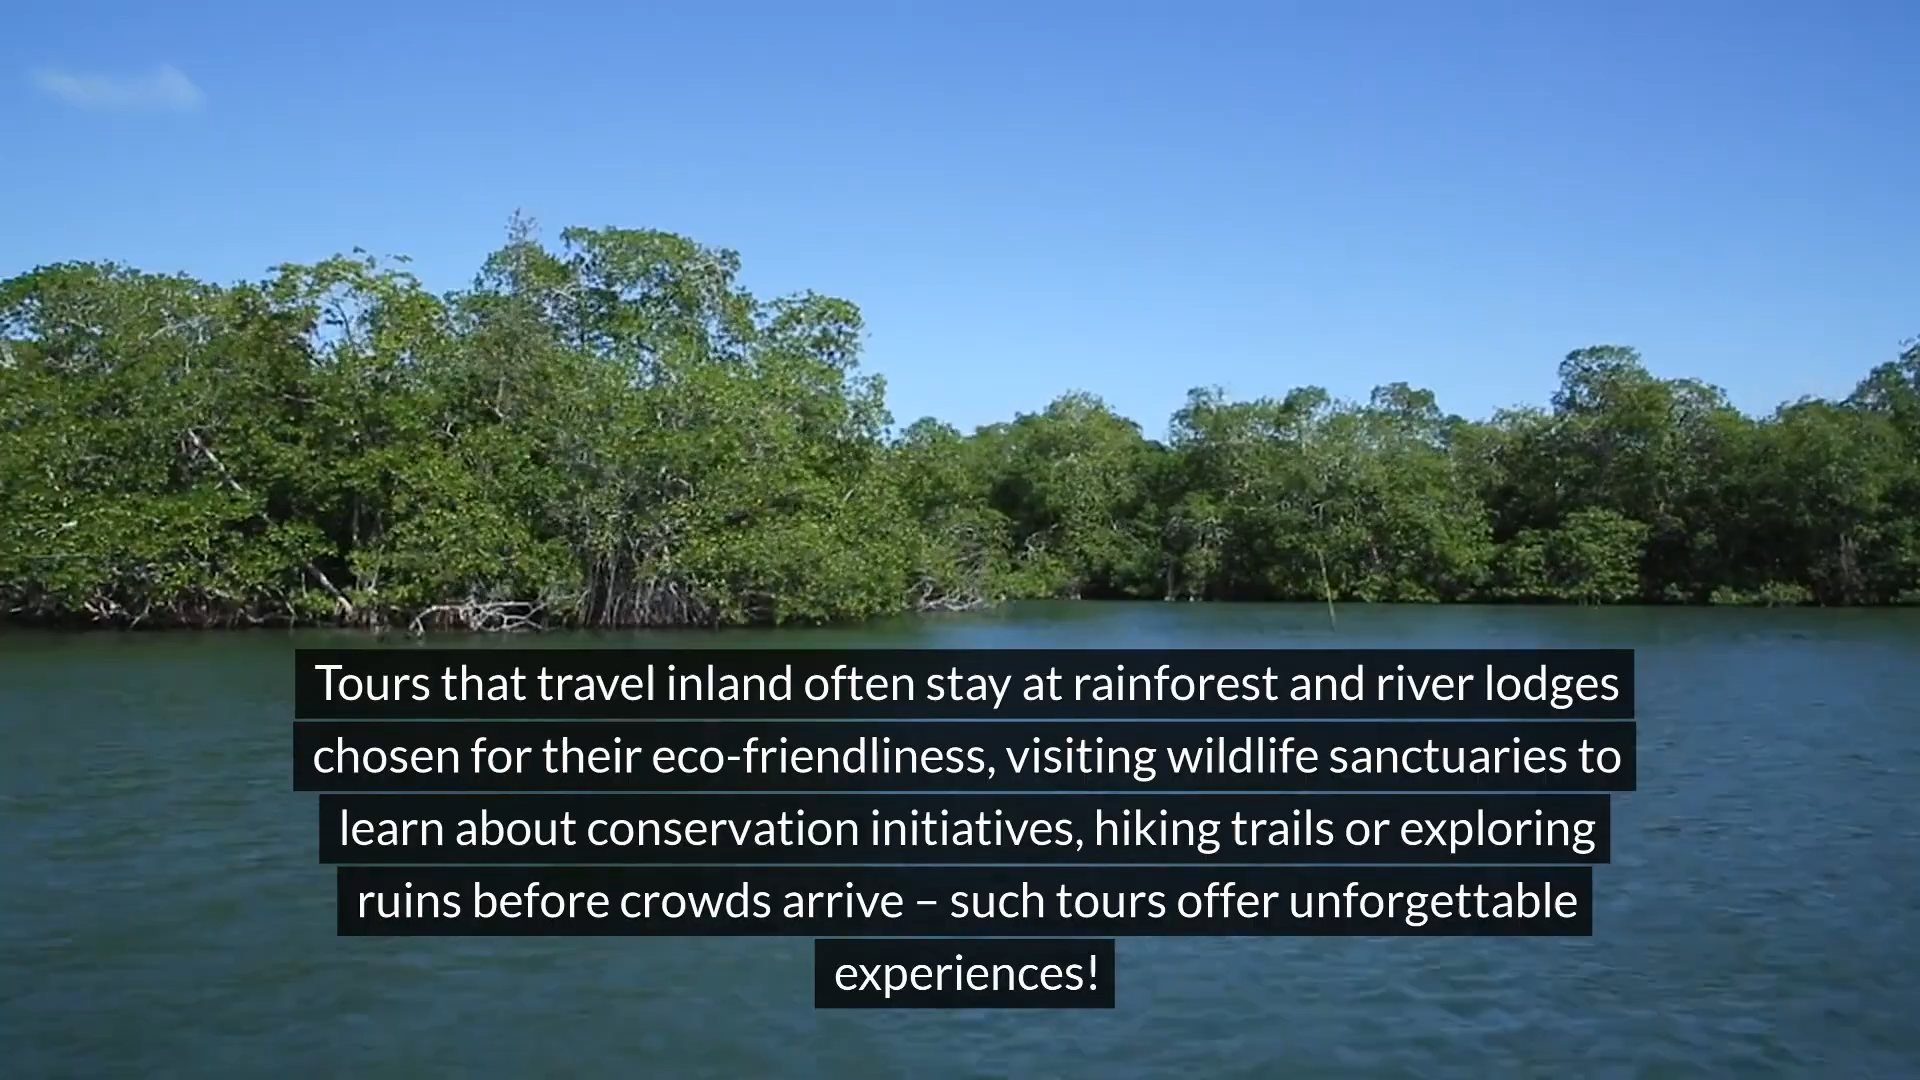 Tours that travel inland often stay at rainforest and river lodges
chosen for their eco-friendliness, visiting wildlife sanctuaries to
learn about conservation initiatives, hiking trails or exploring
ruins before crowds arrive – such tours offer unforgettable
experiences!